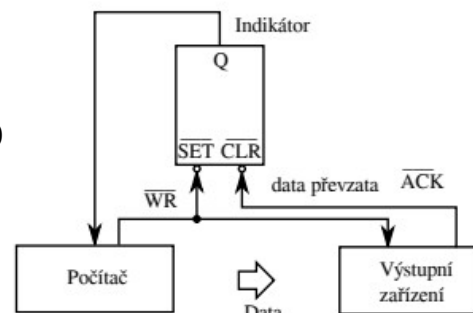 Indikátor
Q
SET CLR
WR
data převzata ACK
Počítač
Výstupní
zařízení
Data